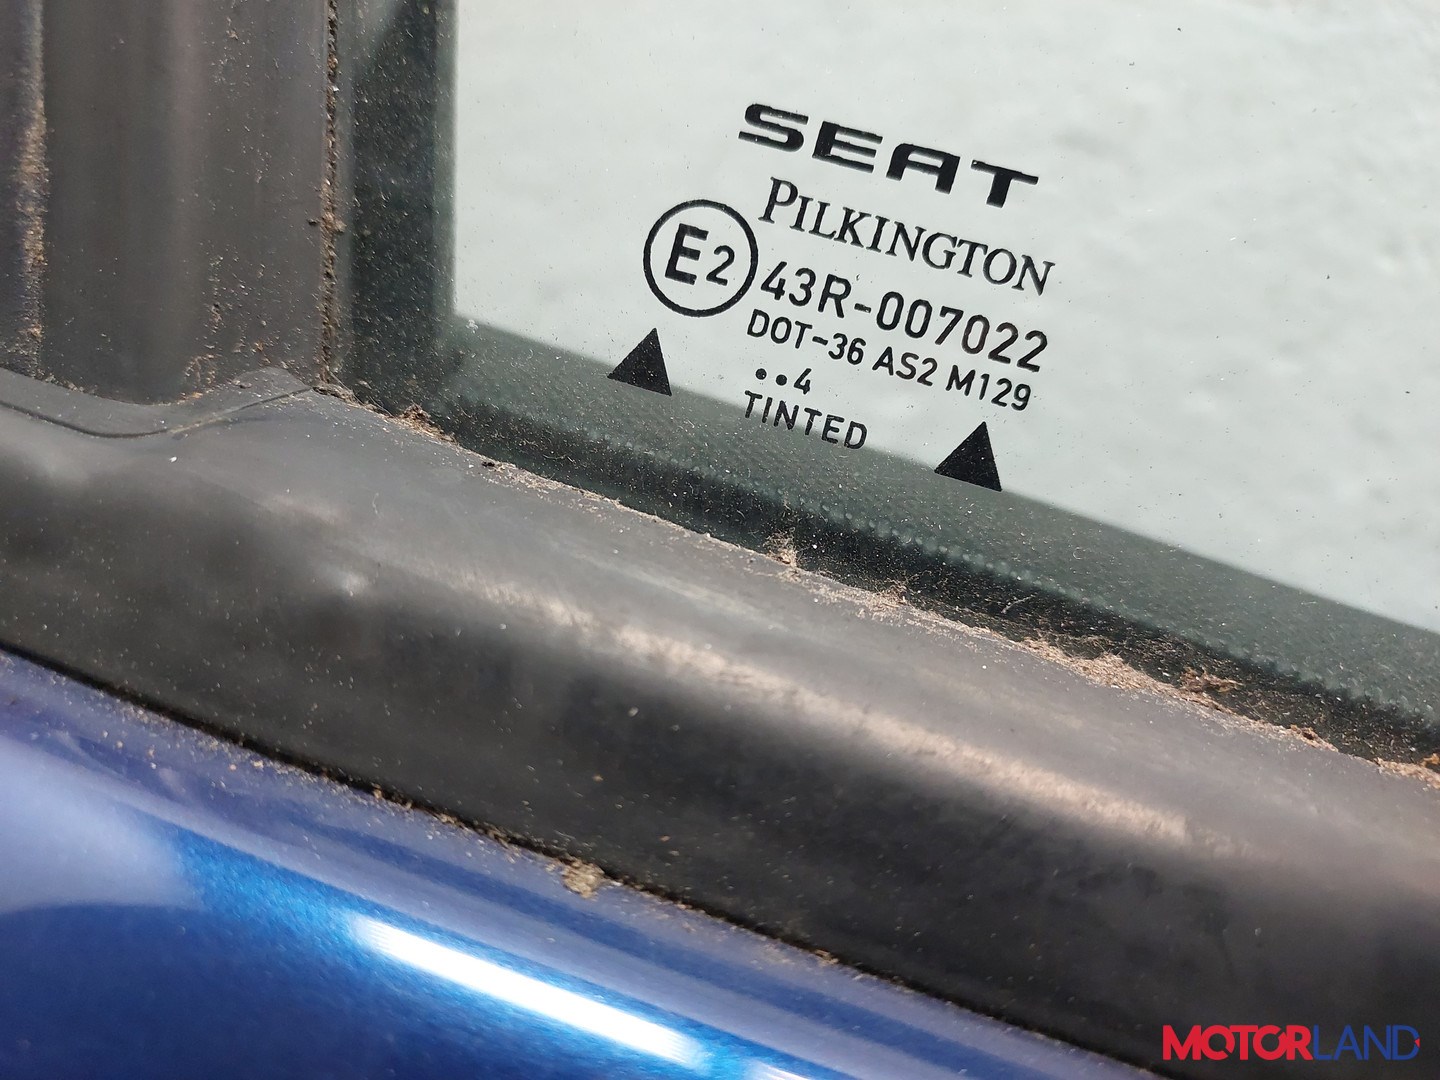 SEAT
PILKINGTON
E2 43R-007022
DOT-36 AS2 M129
••4
TINTED
MOTORLAND